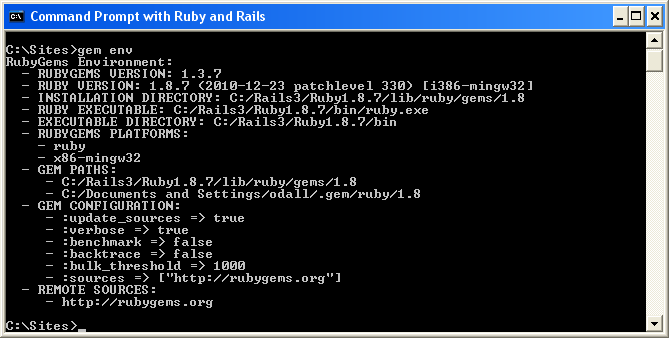 Command Prompt with Ruby and Rails
C:\Sites>gem env
RubyGems Environment:
  - RUBYGEMS VERSION: 1.3.7
  - RUBY VERSION: 1.8.7 (2010-12-23 patchlevel 330) [i386-mingw32]
  - INSTALLATION DIRECTORY: C:/Rails3/Ruby1.8.7/lib/ruby/gems/1.8
  - RUBY EXECUTABLE: C:/Rails3/Ruby1.8.7/bin/ruby.exe
  - EXECUTABLE DIRECTORY: C:/Rails3/Ruby1.8.7/bin
  - RUBYGEMS PLATFORMS:
    - ruby
    - x86-mingw32
  - GEM PATHS:
     - C:/Rails3/Ruby1.8.7/lib/ruby/gems/1.8
     - C:/Documents and Settings/odall/.gem/ruby/1.8
  - GEM CONFIGURATION:
     - :update_sources => true
     - :verbose => true
     - :benchmark => false
     - :backtrace => false
     - :bulk_threshold => 1000
     - :sources => ["http://rubygems.org"]
  - REMOTE SOURCES:
     - http://rubygems.org
C:\Sites>_